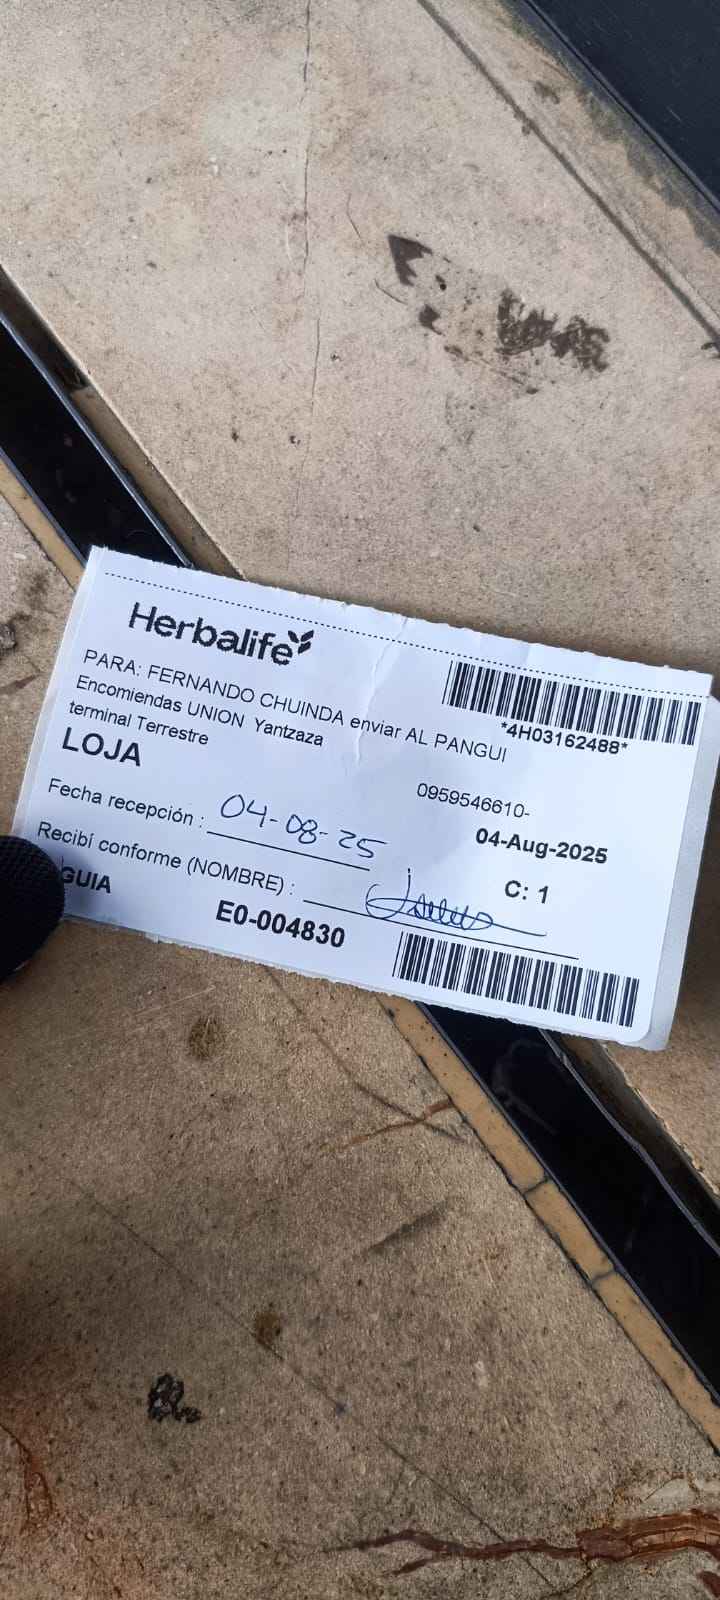 Herbalife
PARA: FERNANDO CHUINDA enviar AL PANGUI
Encomiendas UNION Yantzaza
terminal Terrestre
*4H03162488*
LOJA
0959546610-
Fecha recepción : 04-08-25
04-Aug-2025
Recibí conforme (NOMBRE) :
C: 1
GUIA
E0-004830